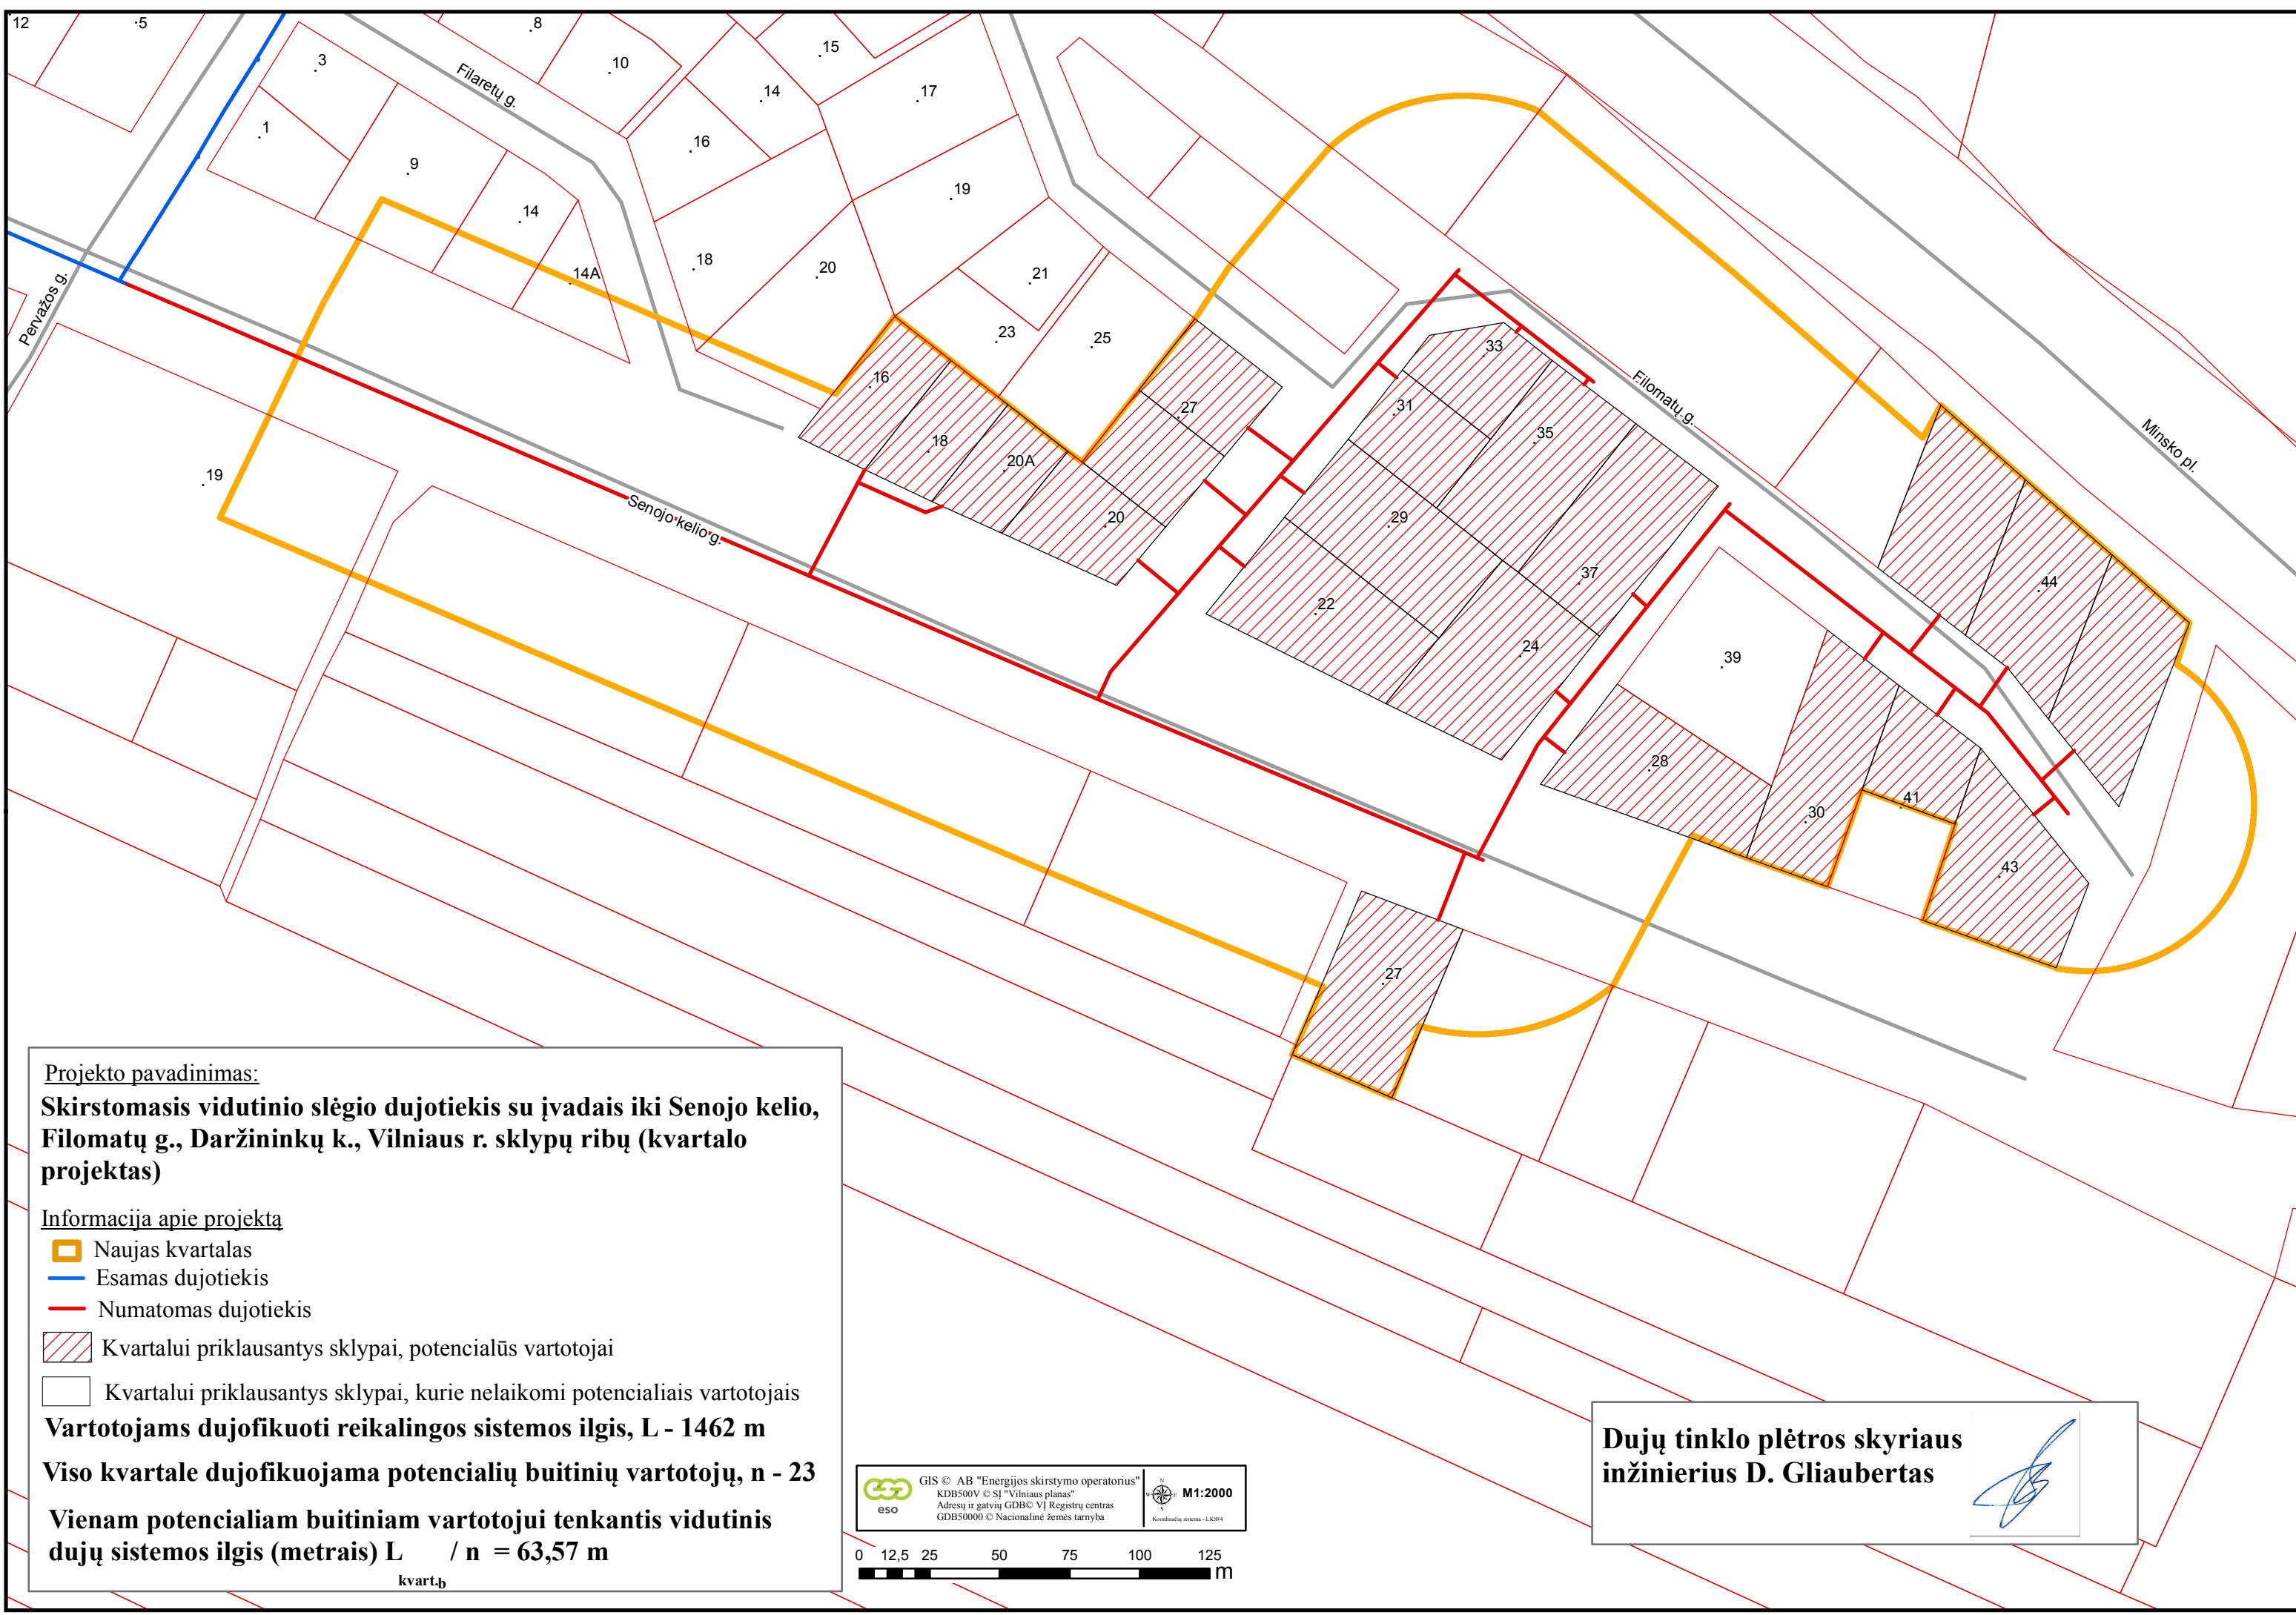 12
5
8
3
10
15
Filaretų g.
14
17
1
16
9
19
14
18
20
14A
21
Pervažos g.
23
25
33
16
27
31
Filomatų g.
35
18
20A
Minsko pl.
19
Senojo kelio g.
20
29
37
44
22
24
39
28
30
41
43
27
Projekto pavadinimas:
Skirstomasis vidutinio slėgio dujotiekis su įvadais iki Senojo kelio,
Filomatų g., Daržininkų k., Vilniaus r. sklypų ribų (kvartalo
projektas)
Informacija apie projektą
Naujas kvartalas
Esamas dujotiekis
Numatomas dujotiekis
Kvartalui priklausantys sklypai, potencialūs vartotojai
Kvartalui priklausantys sklypai, kurie nelaikomi potencialiais vartotojais
Vartotojams dujofikuoti reikalingos sistemos ilgis, L - 1462 m
Viso kvartale dujofikuojama potencialių buitinių vartotojų, n - 23
Vienam potencialiam buitiniam vartotojui tenkantis vidutinis
dujų sistemos ilgis (metrais) L / n = 63,57 m
kvart.b
eso
GIS © AB "Energijos skirstymo operatorius"
KDB500V © SĮ "Vilniaus planas"
Adresų ir gatvių GDB© VĮ Registrų centras
GDB50000 © Nacionalinė žemės tarnyba
N
W E
S
M1:2000
Koordinačių sistema - LKS94
0 12,5 25 50 75 100 125
m
Dujų tinklo plėtros skyriaus
inžinierius D. Gliaubertas